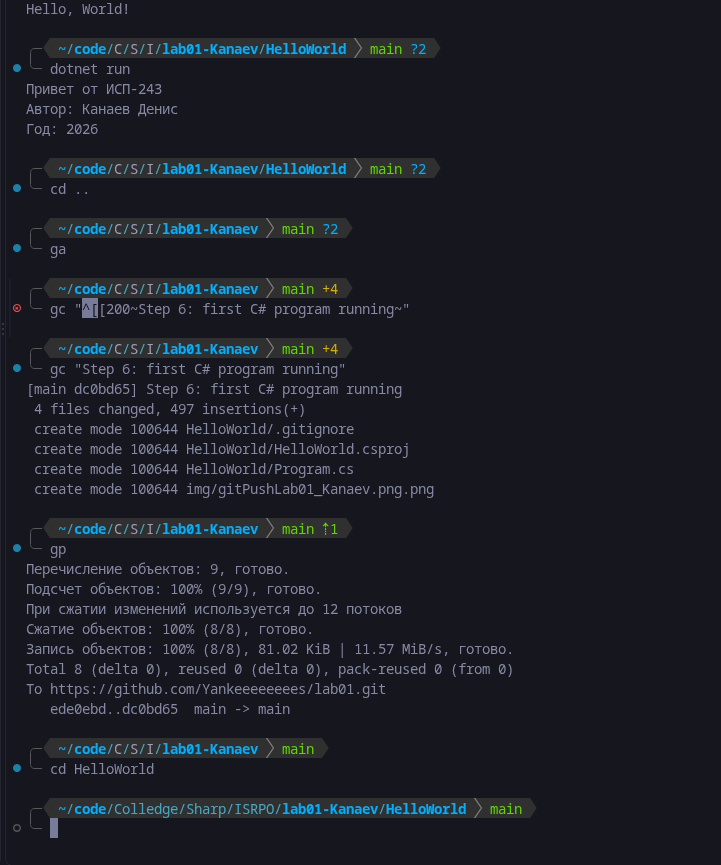 Hello, World!
~/code/C/S/I/lab01-Kanaev/HelloWorld main ?2
dotnet run
Привет от ИСП-243
Автор: Канаев Денис
Год: 2026
~/code/C/S/I/lab01-Kanaev/HelloWorld main ?2
cd ..
~/code/C/S/I/lab01-Kanaev main ?2
ga
~/code/C/S/I/lab01-Kanaev main +4
gc "^[[200~Step 6: first C# program running~"
~/code/C/S/I/lab01-Kanaev main +4
gc "Step 6: first C# program running"
[main dc0bd65] Step 6: first C# program running
4 files changed, 497 insertions(+)
create mode 100644 HelloWorld/.gitignore
create mode 100644 HelloWorld/HelloWorld.csproj
create mode 100644 HelloWorld/Program.cs
create mode 100644 img/gitPushLab01_Kanaev.png.png
~/code/C/S/I/lab01-Kanaev main ⇡1
gp
Перечисление объектов: 9, готово.
Подсчет объектов: 100% (9/9), готово.
При сжатии изменений используется до 12 потоков
Сжатие объектов: 100% (8/8), готово.
Запись объектов: 100% (8/8), 81.02 KiB | 11.57 MiB/s, готово.
Total 8 (delta 0), reused 0 (delta 0), pack-reused 0 (from 0)
To https://github.com/Yankeeeeeeees/lab01.git
ede0ebd..dc0bd65  main -> main
~/code/C/S/I/lab01-Kanaev main
cd HelloWorld
~/code/Colledge/Sharp/ISRPO/lab01-Kanaev/HelloWorld main